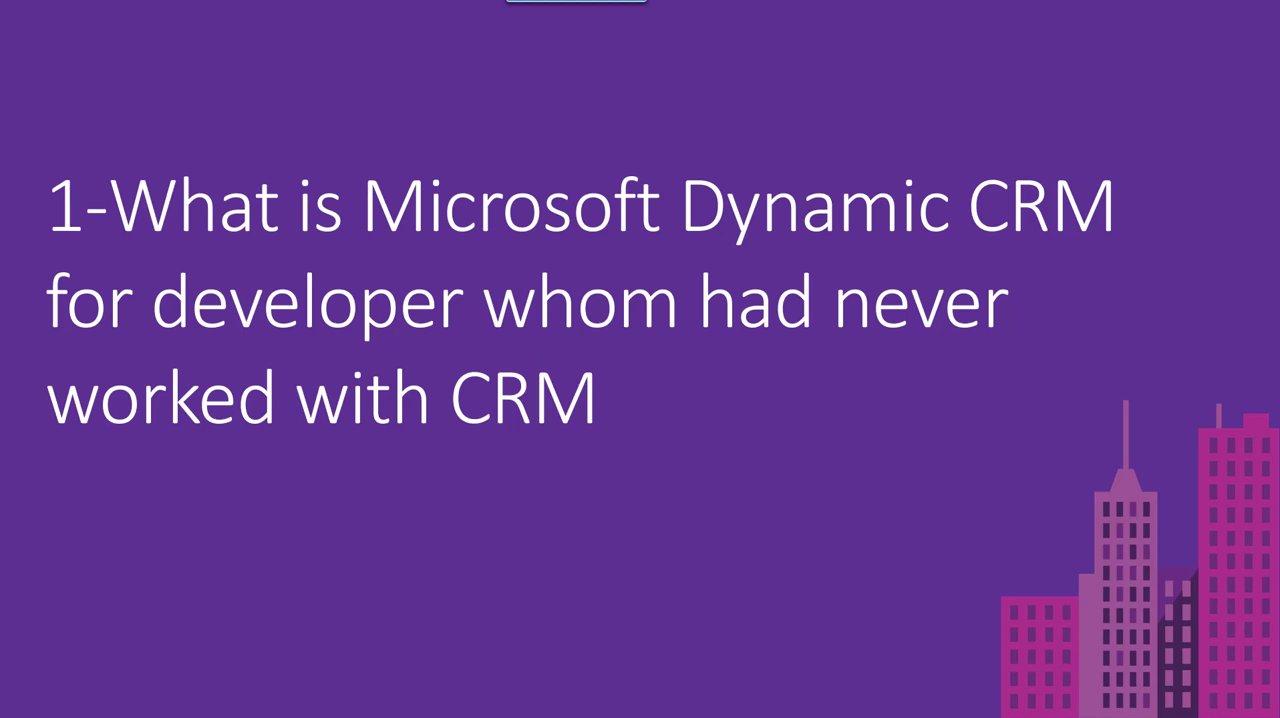 1-What is Microsoft Dynamic CRM
for developer whom had never
worked with CRM